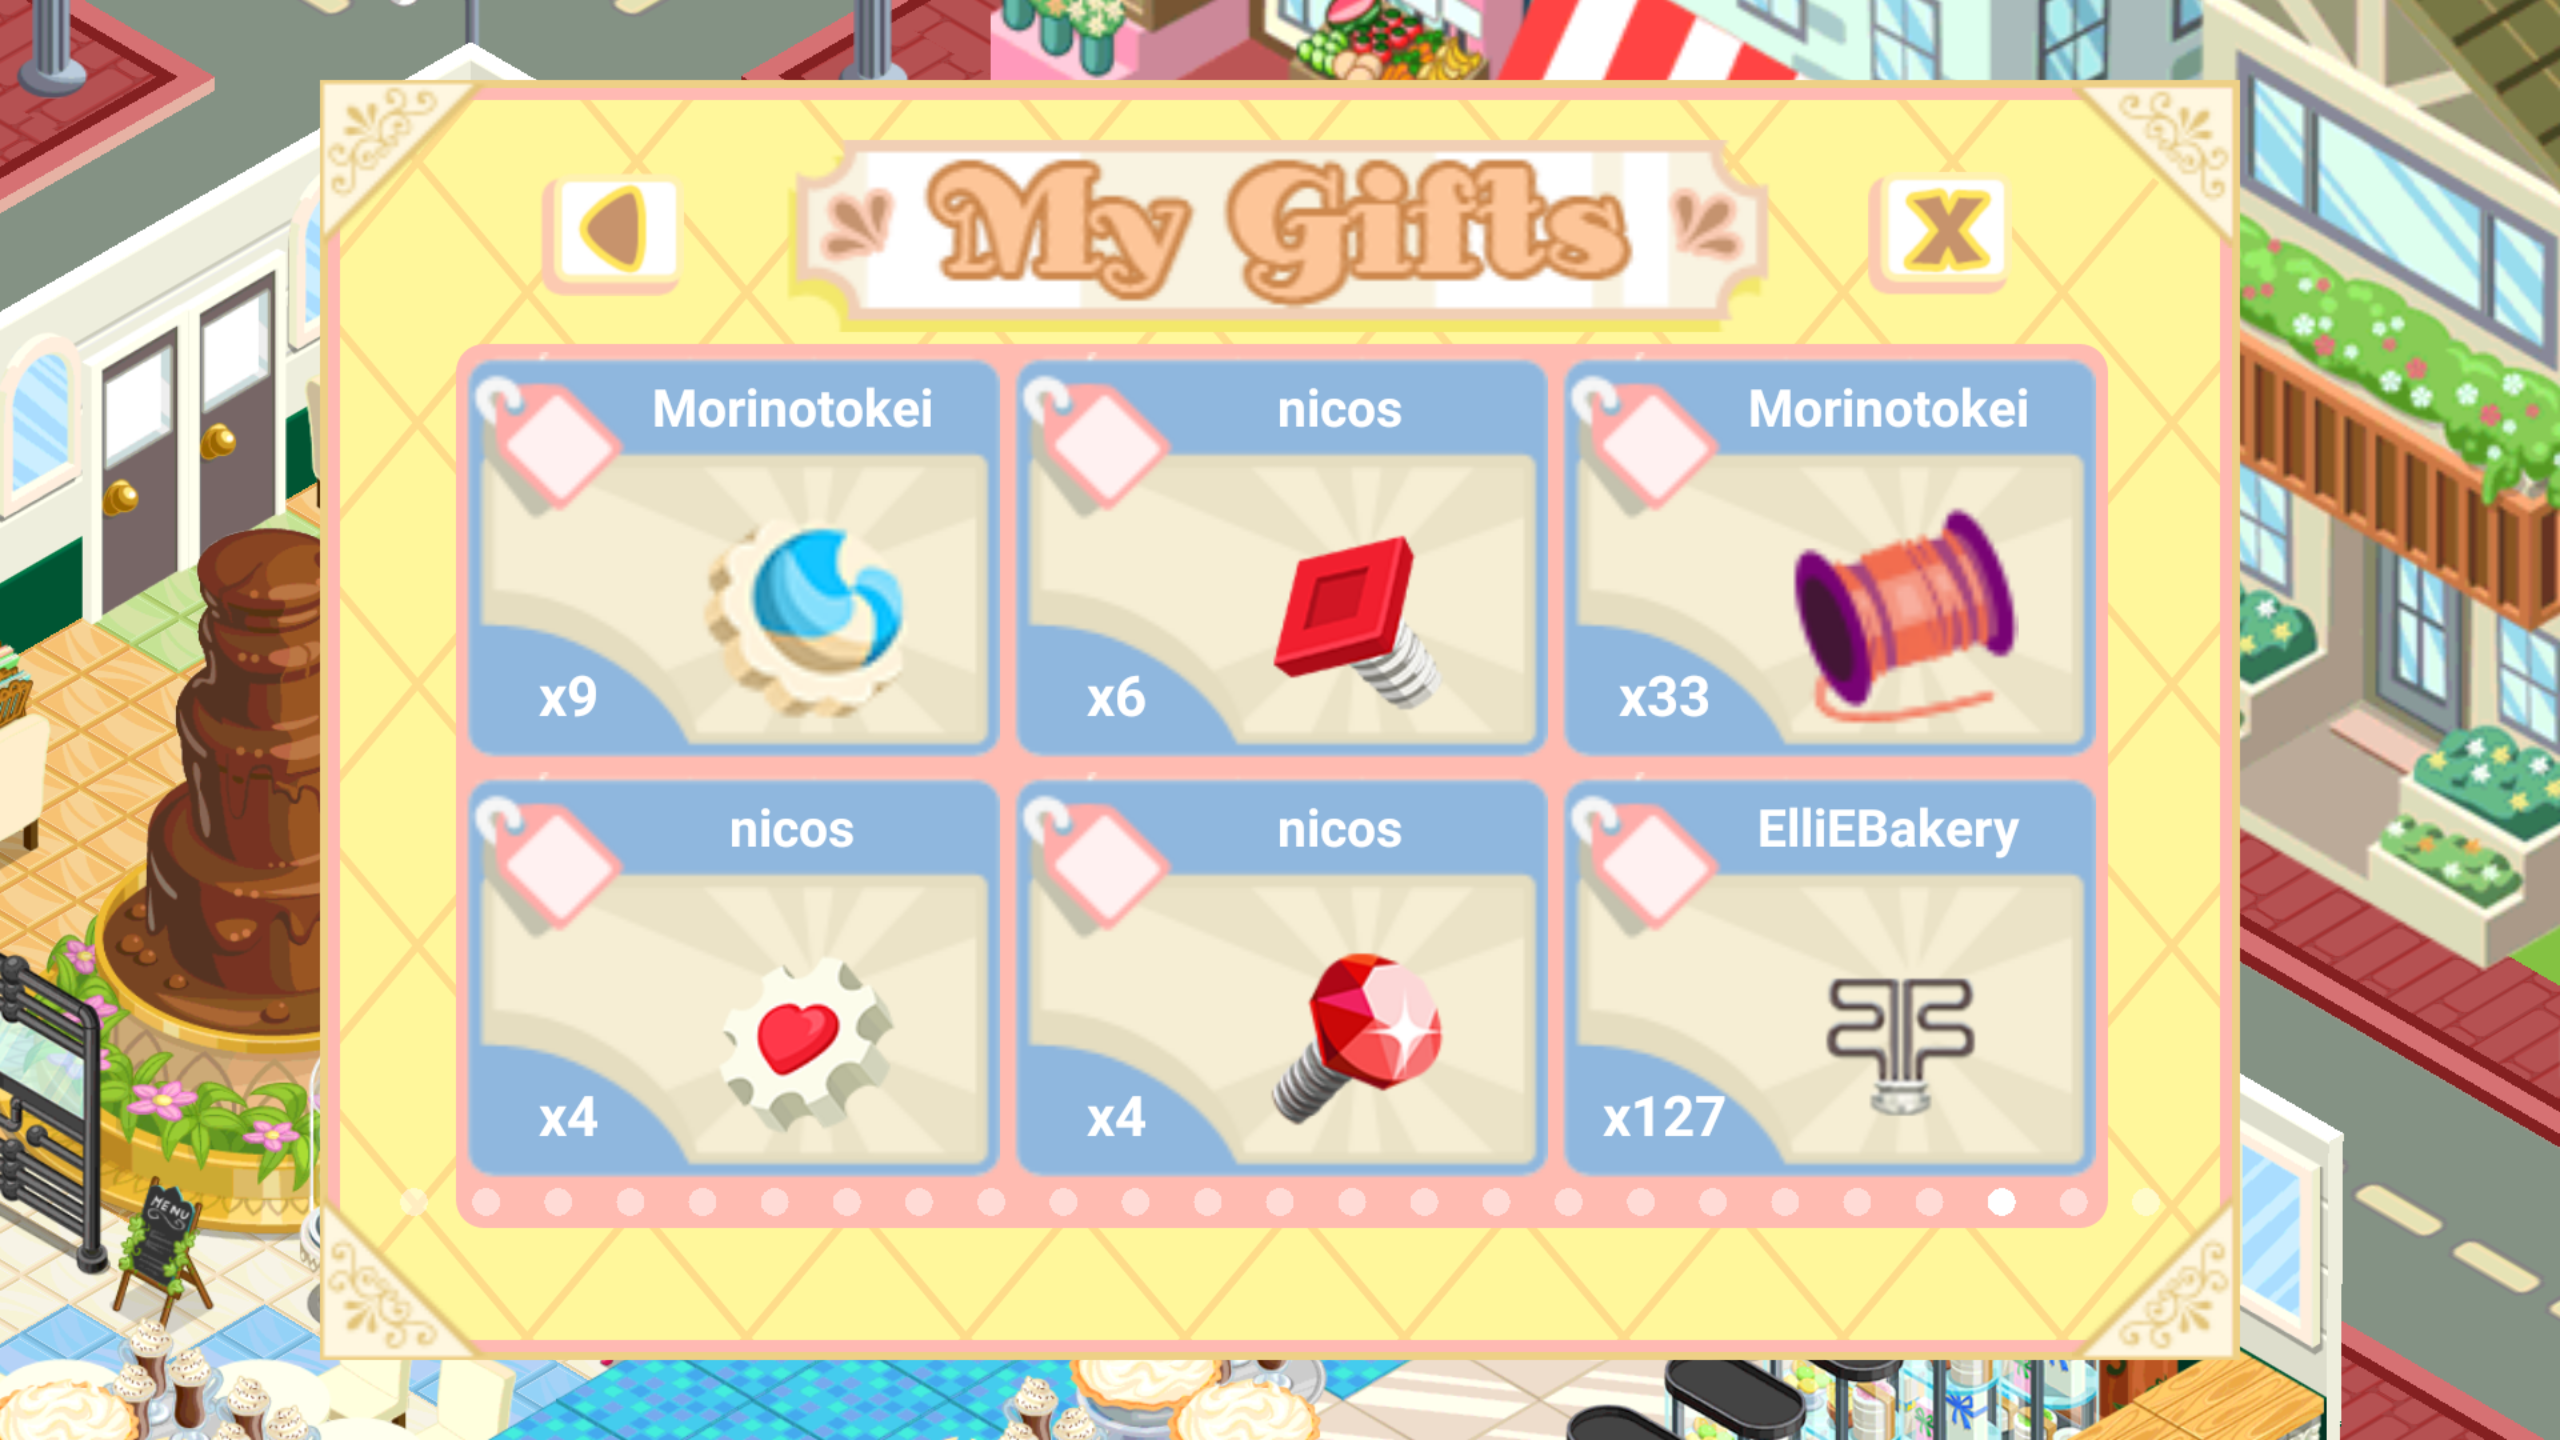 My Gifts
X
Morinotokei
nicos
Morinotokei
x9
x6
x33
nicos
nicos
ElliEBakery
x4
x4
x127
MENU